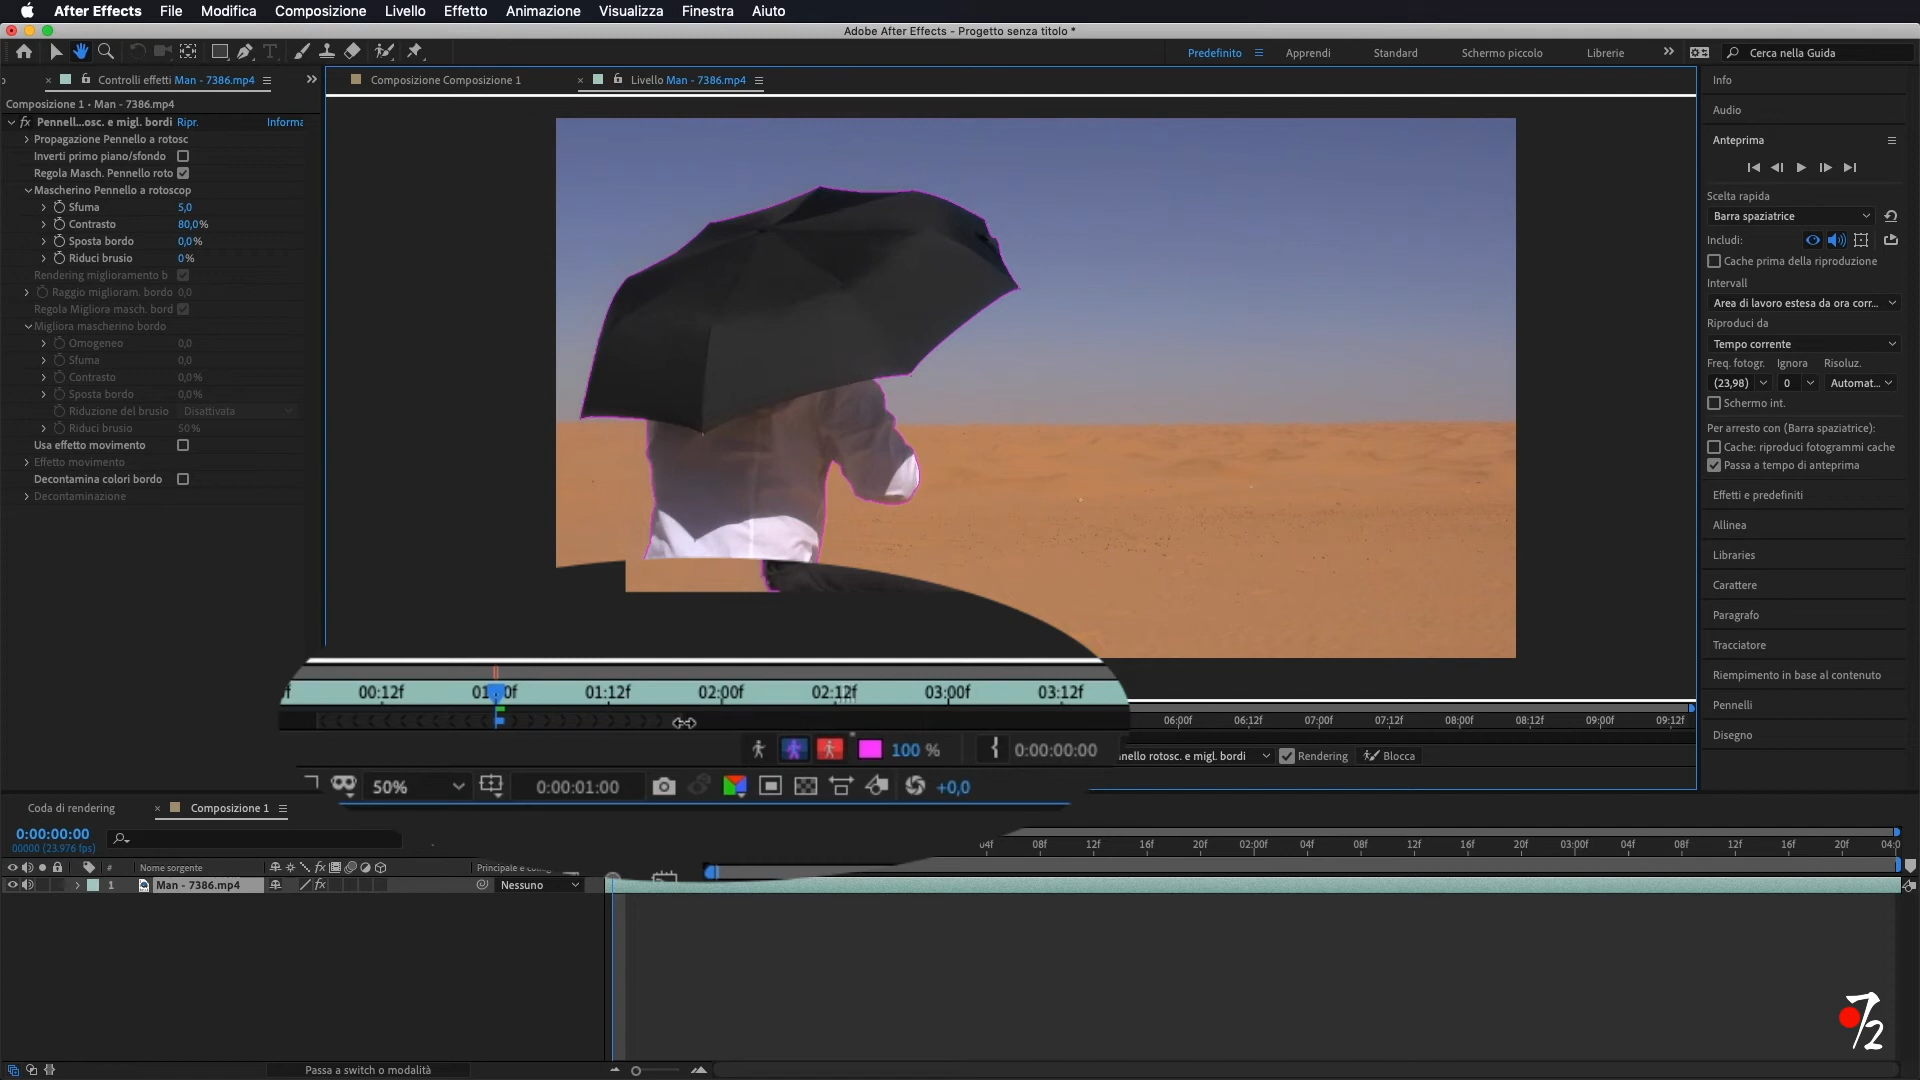 After Effects File Modifica Composizione Livello Effetto Animazione Visualizza Finestra Aiuto
Adobe After Effects - Progetto senza titolo *
Predefinito Apprendi Standard Schermo piccolo Librerie Cerca nella Guida
Controlli effetti Man - 7386.mp4
Composizione Composizione 1
Livello Man - 7386.mp4
Composizione 1 • Man - 7386.mp4
Pennell...osc. e migl. bordi Ripr. Informa
Propagazione Pennello a rotosc
Inverti primo piano/sfondo
Regola Masch. Pennello roto
Mascherino Pennello a rotoscop
Sfuma 5,0
Contrasto 80,0%
Sposta bordo 0,0%
Riduci brusio 0%
Rendering miglioramento b
Raggio miglioram. bordo 0,0
Regola Migliora masch. bord
Migliora mascherino bordo
Omogeneo 0,0
Sfuma 0,0
Contrasto 0,0%
Sposta bordo 0,0%
Riduzione del brusio Disattivata
Riduci brusio 50%
Usa effetto movimento
Effetto movimento
Decontamina colori bordo
Decontaminazione
Info
Audio
Anteprima
Scelta rapida
Barra spaziatrice
Includi:
Cache prima della riproduzione
Intervall
Area di lavoro estesa da ora corr...
Riproduci da
Tempo corrente
Freq. fotogr. Ignora Risoluz.
(23,98) 0 Automat...
Schermo int.
Per arresto con (Barra spaziatrice):
Cache: riproduci fotogrammi cache
Passa a tempo di anteprima
Effetti e predefiniti
Allinea
Libraries
Carattere
Paragrafo
Tracciatore
Riempimento in base al contenuto
Pennelli
Disegno
00:12f 01:00f 01:12f 02:00f 02:12f 03:00f 03:12f
06:00f 06:12f 07:00f 07:12f 08:00f 08:12f 09:00f 09:12f
100 % 0:00:00:00
nello rotosc. e migl. bordi Rendering Blocca
50% 0:00:01:00 +0,0
Coda di rendering Composizione 1
0:00:00:00
00000 (23.976 fps)
04f 08f 12f 16f 20f 02:00f 04f 08f 12f 16f 20f 03:00f 04f 08f 12f 16f 20f 04:0
# Nome sorgente Principale e colleg
1 Man - 7386.mp4 Nessuno
Passa a switch o modalità
7/2